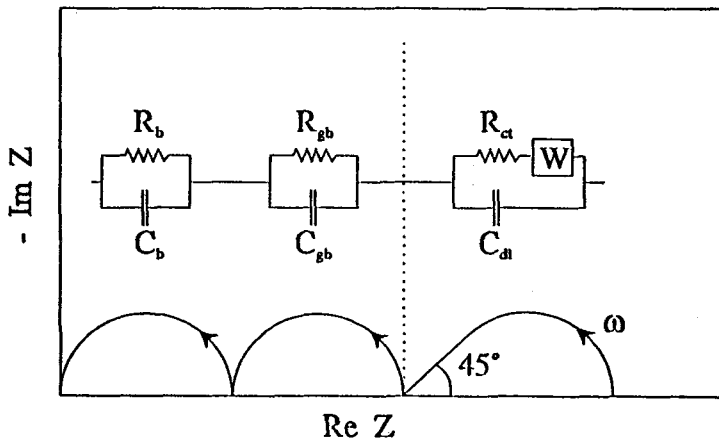 - Im Z
R_b
R_gb
R_ct
W
C_b
C_gb
C_dl
ω
45°
Re Z